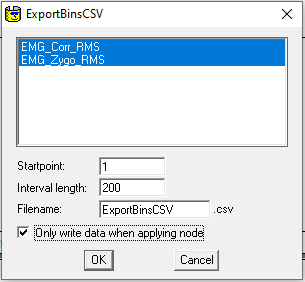 ExportBinsCSV
EMG_Corr_RMS
EMG_Zygo_RMS
Startpoint: 1
Interval length: 200
Filename: ExportBinsCSV .csv
Only write data when applying node
OK Cancel